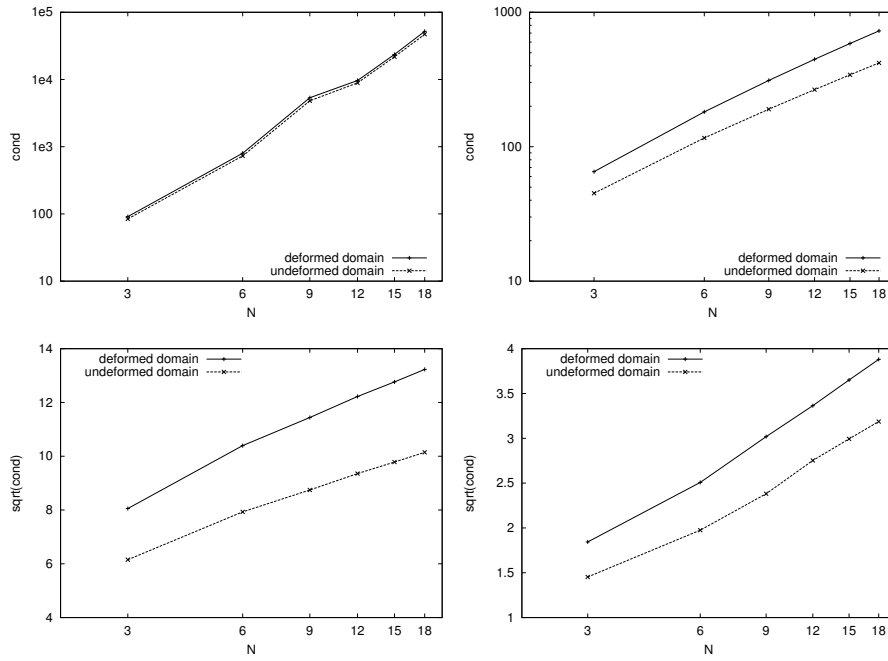 1e5
1e4
1e3
100
10
cond
deformed domain
undeformed domain
3 6 9 12 15 18
N
1000
100
10
cond
deformed domain
undeformed domain
3 6 9 12 15 18
N
14
12
10
8
6
4
sqrt(cond)
deformed domain
undeformed domain
3 6 9 12 15 18
N
4
3.5
3
2.5
2
1.5
1
sqrt(cond)
deformed domain
undeformed domain
3 6 9 12 15 18
N